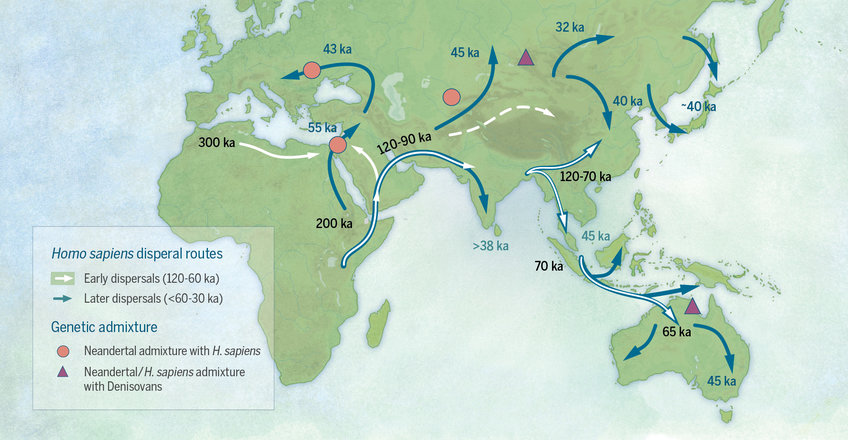 32 ka
43 ka
45 ka
40 ka
~40 ka
55 ka
300 ka
120-90 ka
120-70 ka
200 ka
>38 ka
45 ka
70 ka
65 ka
45 ka
Homo sapiens disperal routes
Early dispersals (120-60 ka)
Later dispersals (<60-30 ka)
Genetic admixture
Neandertal admixture with H. sapiens
Neandertal/H. sapiens admixture
with Denisovans